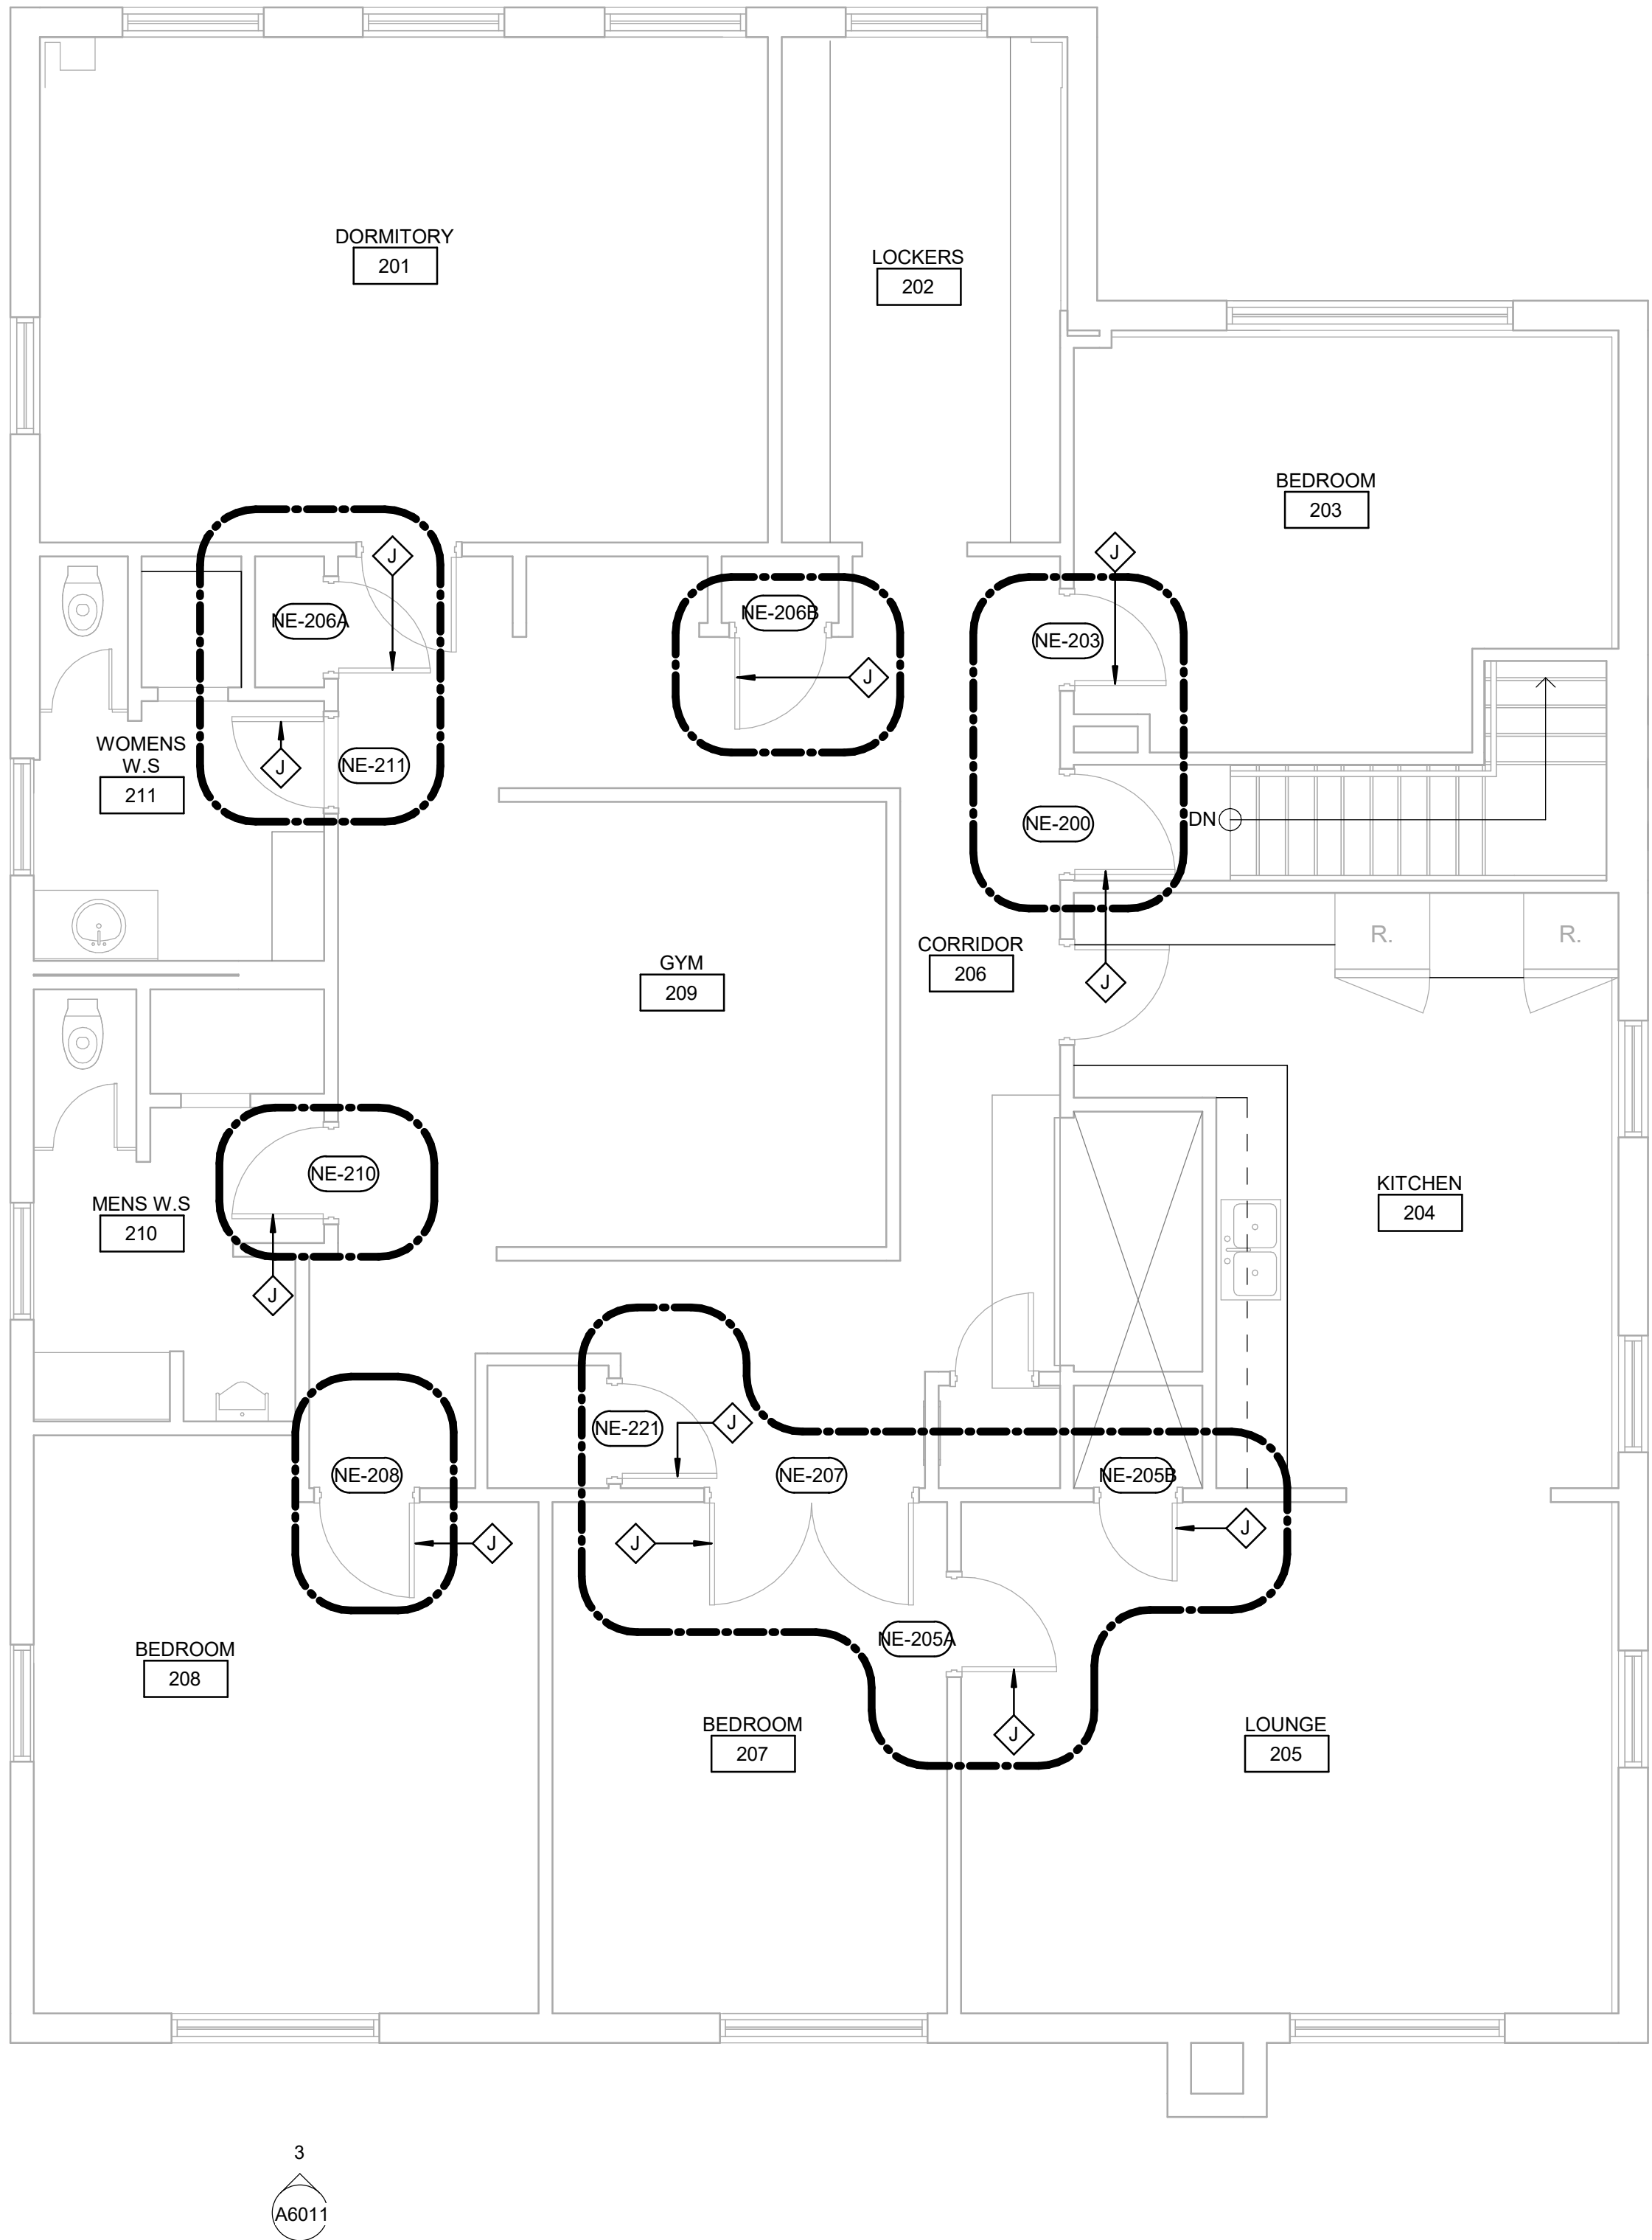 DORMITORY
201
LOCKERS
202
BEDROOM
203
J
J
NE-206A
NE-206B
NE-203
J
WOMENS
W.S
211
J
NE-211
NE-200
DN
CORRIDOR
206
R.
R.
GYM
209
J
NE-210
MENS W.S
210
KITCHEN
204
J
NE-221
J
NE-208
NE-207
NE-205B
J
J
J
NE-205A
BEDROOM
208
BEDROOM
207
J
LOUNGE
205
3
A6011